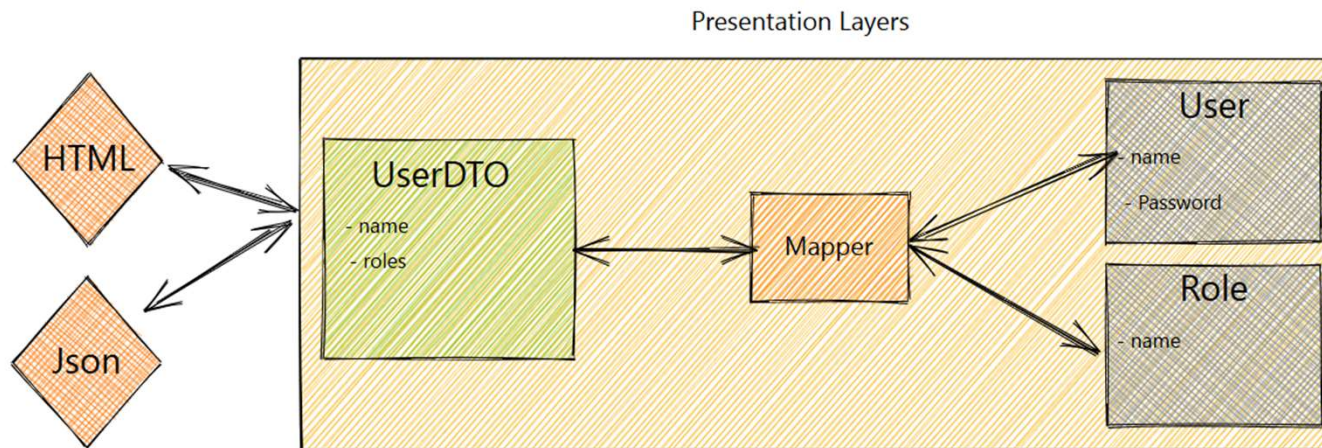 Presentation Layers
HTML
Json
UserDTO
- name
- roles
Mapper
User
- name
- Password
Role
- name